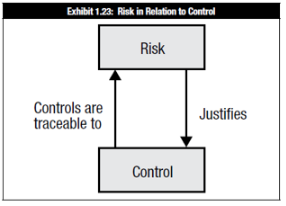 Exhibit 1.23: Risk in Relation to Control
Risk
Controls are
traceable to
Justifies
Control